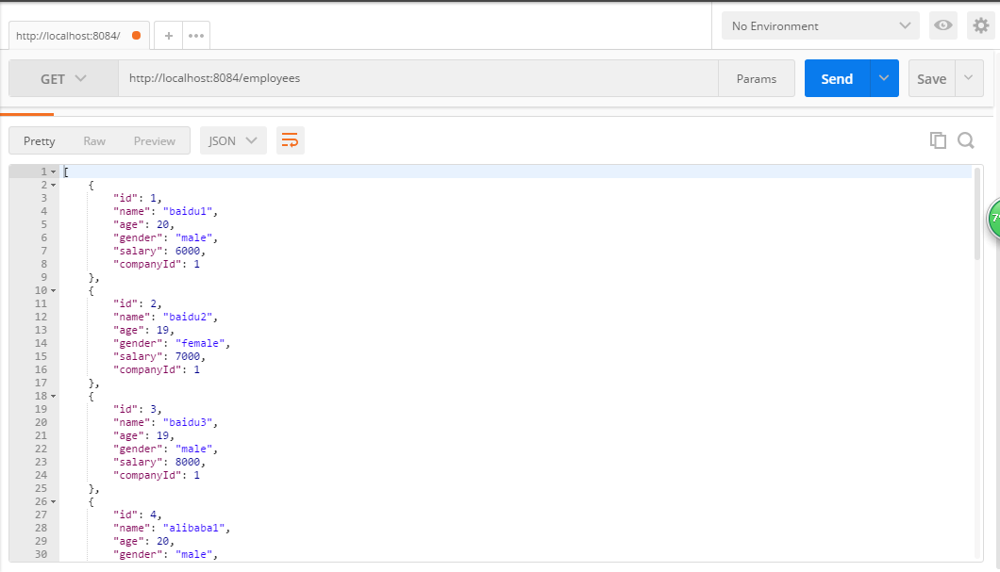 http://localhost:8084/
No Environment
GET http://localhost:8084/employees Params Send Save
Pretty Raw Preview JSON
1 [
2 {
3 "id": 1,
4 "name": "baidu1",
5 "age": 20,
6 "gender": "male",
7 "salary": 6000,
8 "companyId": 1
9 },
10 {
11 "id": 2,
12 "name": "baidu2",
13 "age": 19,
14 "gender": "female",
15 "salary": 7000,
16 "companyId": 1
17 },
18 {
19 "id": 3,
20 "name": "baidu3",
21 "age": 19,
22 "gender": "male",
23 "salary": 8000,
24 "companyId": 1
25 },
26 {
27 "id": 4,
28 "name": "alibaba1",
29 "age": 20,
30 "gender": "male",